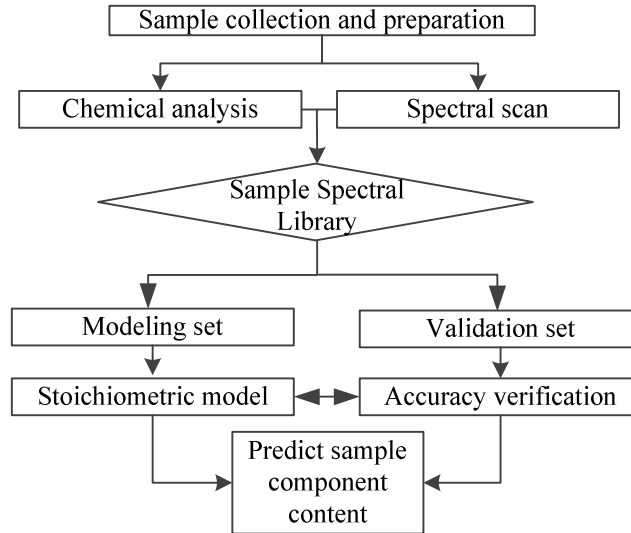 Sample collection and preparation
Chemical analysis
Spectral scan
Sample Spectral
Library
Modeling set
Validation set
Stoichiometric model
Accuracy verification
Predict sample
component
content